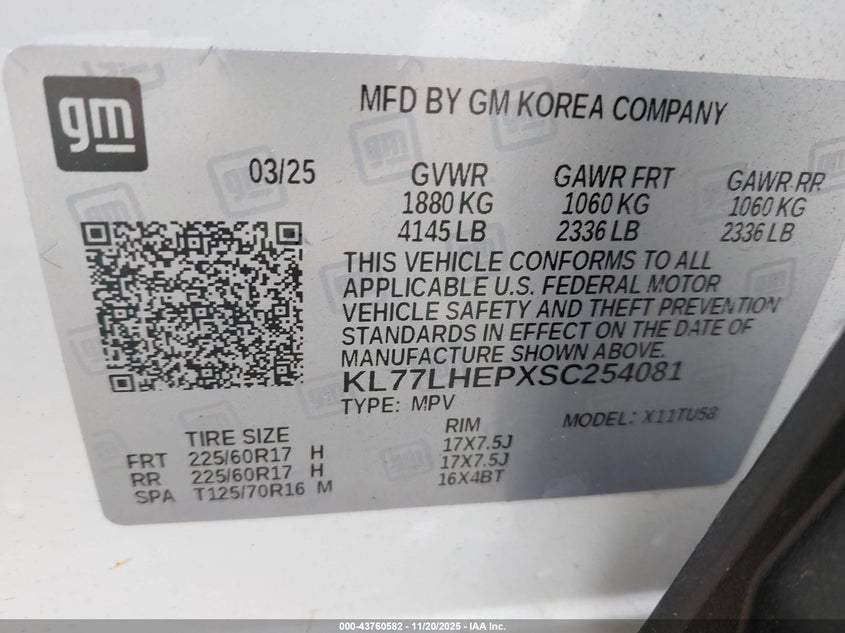 gm
MFD BY GM KOREA COMPANY
03/25 GVWR GAWR FRT GAWR RR
1880 KG 1060 KG 1060 KG
4145 LB 2336 LB 2336 LB
THIS VEHICLE CONFORMS TO ALL
APPLICABLE U.S. FEDERAL MOTOR
VEHICLE SAFETY AND THEFT PREVENTION
STANDARDS IN EFFECT ON THE DATE OF
MANUFACTURE SHOWN ABOVE.
KL77LHEPXSC254081
TYPE: MPV MODEL: X11TU58
TIRE SIZE RIM
FRT 225/60R17 H 17X7.5J
RR 225/60R17 H 17X7.5J
SPA T125/70R16 M 16X4BT
000-43760582 - 11/20/2025 - IAA Inc.